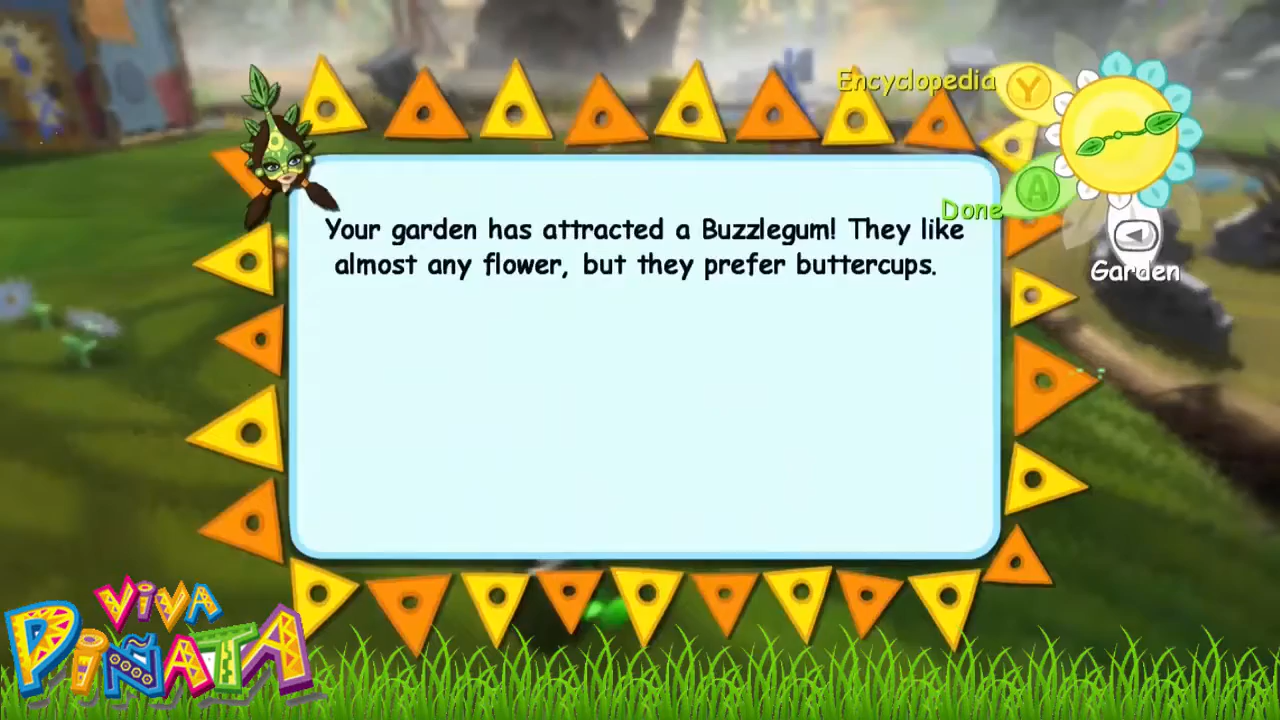 Encyclopedia
Y
A
Done
Your garden has attracted a Buzzlegum! They like
almost any flower, but they prefer buttercups.
Garden
VIVA
PIÑATA